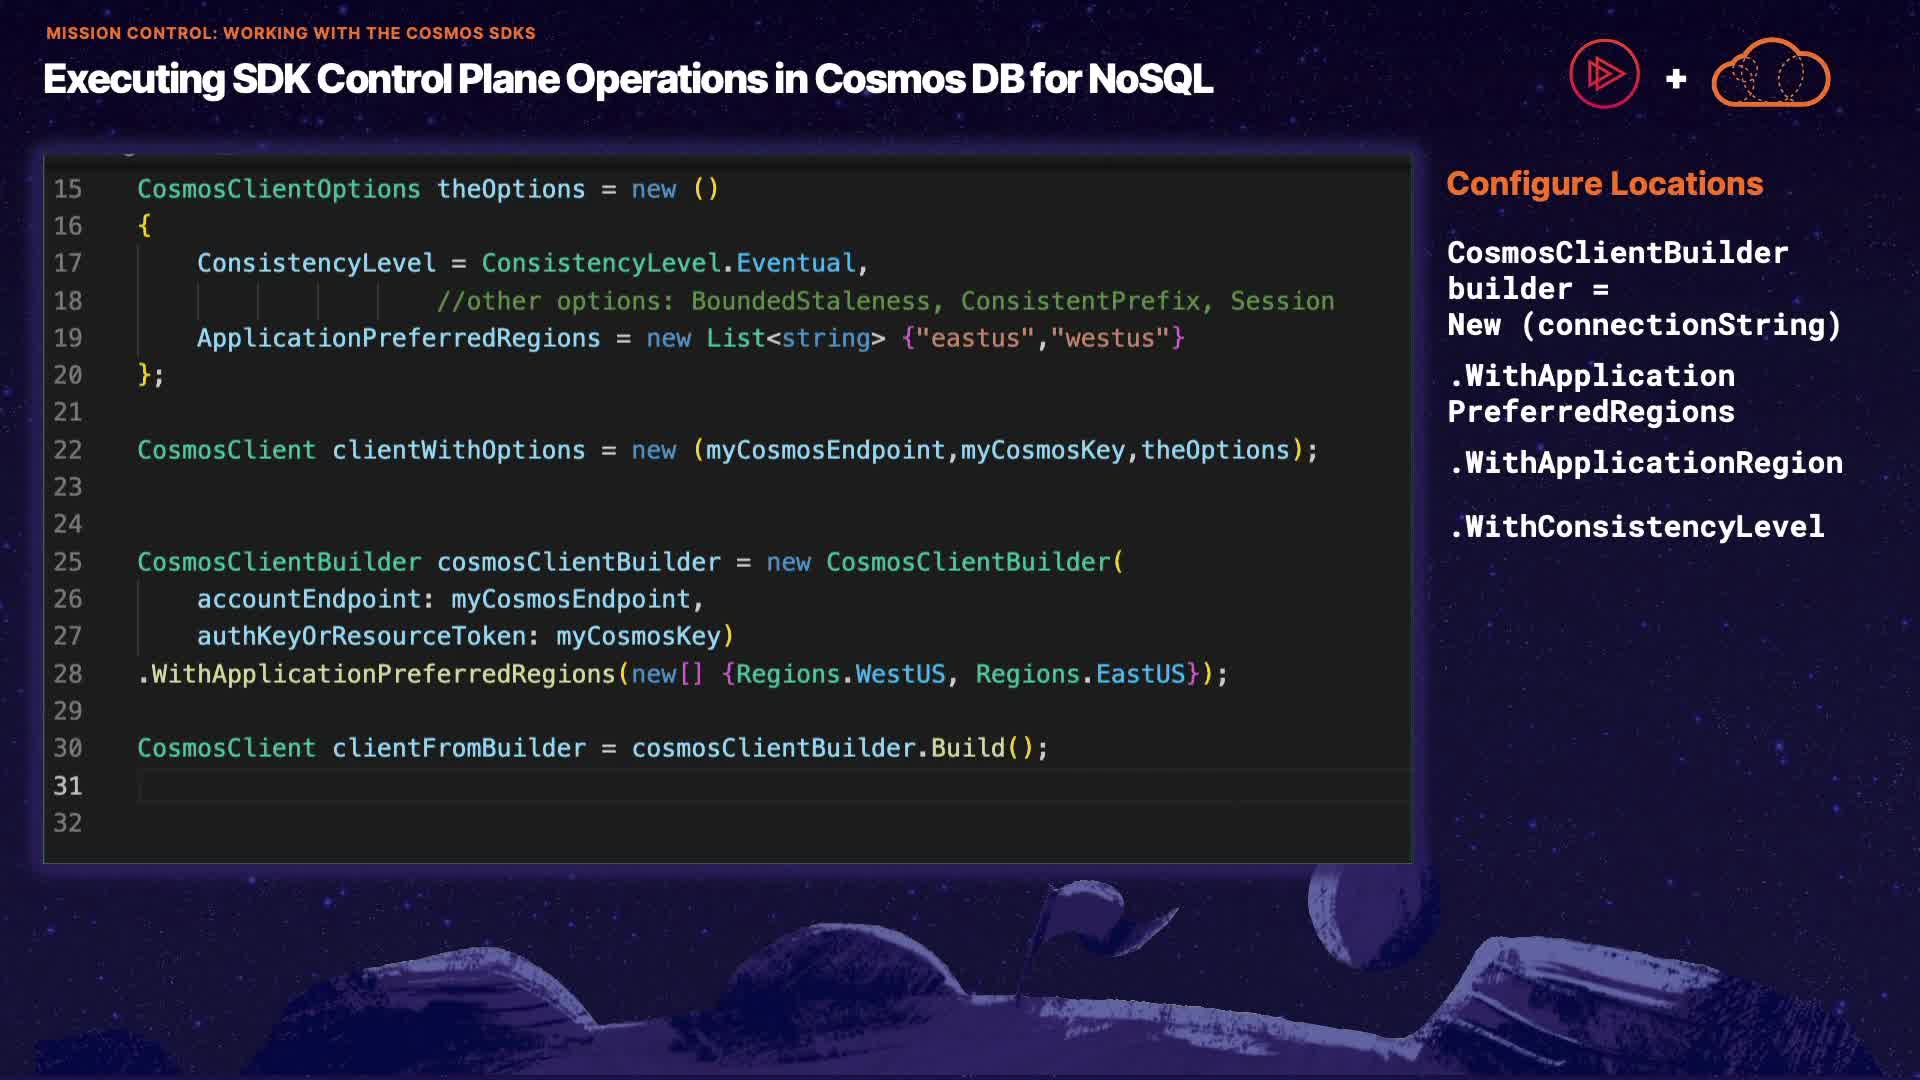 MISSION CONTROL: WORKING WITH THE COSMOS SDKS
Executing SDK Control Plane Operations in Cosmos DB for NoSQL
+
15 CosmosClientOptions theOptions = new ()
16 {
17 ConsistencyLevel = ConsistencyLevel.Eventual,
18 //other options: BoundedStaleness, ConsistentPrefix, Session
19 ApplicationPreferredRegions = new List<string> {"eastus","westus"}
20 };
21
22 CosmosClient clientWithOptions = new (myCosmosEndpoint,myCosmosKey,theOptions);
23
24
25 CosmosClientBuilder cosmosClientBuilder = new CosmosClientBuilder(
26 accountEndpoint: myCosmosEndpoint,
27 authKeyOrResourceToken: myCosmosKey)
28 .WithApplicationPreferredRegions(new[] {Regions.WestUS, Regions.EastUS});
29
30 CosmosClient clientFromBuilder = cosmosClientBuilder.Build();
31
32
Configure Locations
CosmosClientBuilder
builder =
New (connectionString)
.WithApplication
PreferredRegions
.WithApplicationRegion
.WithConsistencyLevel